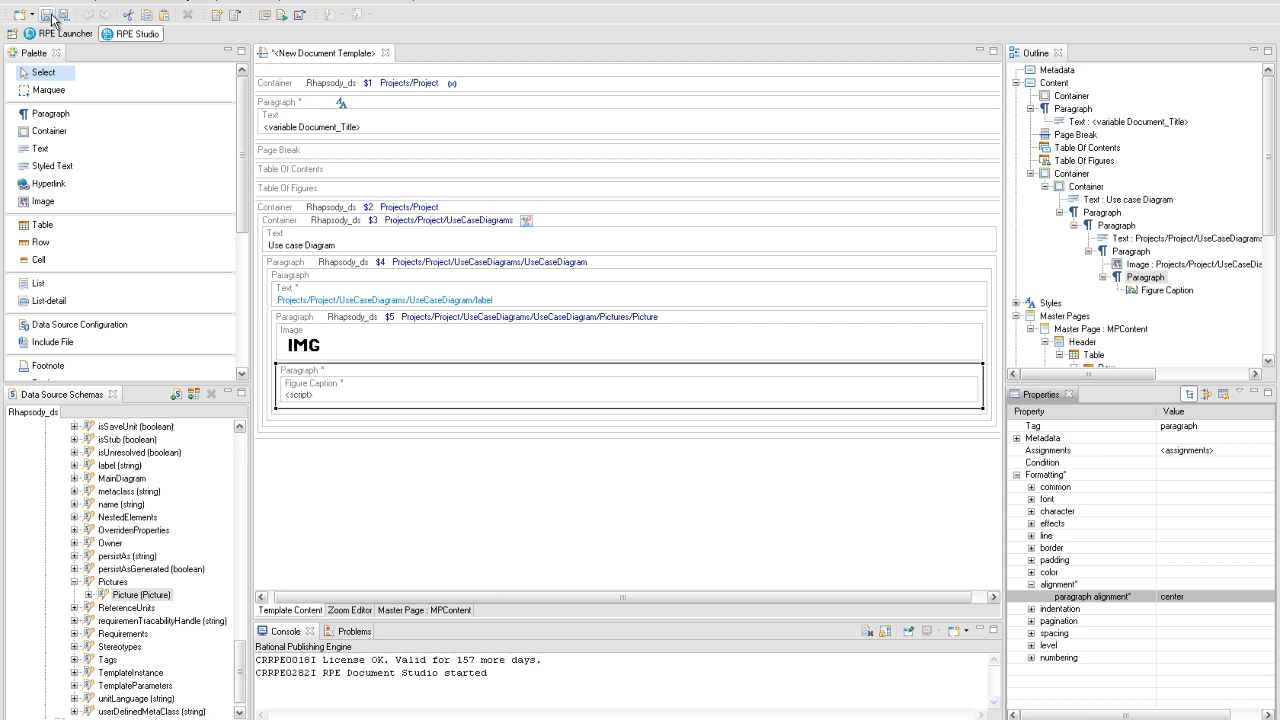 RPE Launcher RPE Studio
Palette
Select
Marquee
Paragraph
Container
Text
Styled Text
Hyperlink
Image
Table
Row
Cell
List
List-detail
Data Source Configuration
Include File
Footnote
Data Source Schemas
Rhapsody_ds
isSaveUnit (boolean)
isStub (boolean)
isUnresolved (boolean)
label (string)
MainDiagram
metaclass (string)
name (string)
NestedElements
OverridenProperties
Owner
persistAs (string)
persistAsGenerated (boolean)
Pictures
Picture (Picture)
ReferenceUnits
requirementTracabilityHandle (string)
Requirements
Stereotypes
Tags
TemplateInstance
TemplateParameters
unitLanguage (string)
userDefinedMetaClass (string)
*<New Document Template>
Container Rhapsody_ds $1 Projects/Project (x)
Paragraph *
Text
<variable Document_Title>
Page Break
Table Of Contents
Table Of Figures
Container Rhapsody_ds $2 Projects/Project
Container Rhapsody_ds $3 Projects/Project/UseCaseDiagrams
Text
Use case Diagram
Paragraph Rhapsody_ds $4 Projects/Project/UseCaseDiagrams/UseCaseDiagram
Paragraph
Text *
Projects/Project/UseCaseDiagrams/UseCaseDiagram/label
Paragraph Rhapsody_ds $5 Projects/Project/UseCaseDiagrams/UseCaseDiagram/Pictures/Picture
Image
IMG
Paragraph *
Figure Caption *
<script>
Template Content Zoom Editor Master Page : MPContent
Console Problems
Rational Publishing Engine
CRRPE0018I License OK. Valid for 157 more days.
CRRPE0282I RPE Document Studio started
Outline
Metadata
Content
Container
Paragraph
Text : <variable Document_Title>
Page Break
Table Of Contents
Table Of Figures
Container
Container
Text : Use case Diagram
Paragraph
Paragraph
Text : Projects/Project/UseCaseDiagrams
Paragraph
Image : Projects/Project/UseCaseDia
Paragraph
Figure Caption
Styles
Master Pages
Master Page : MPContent
Header
Table
Properties
Property Value
Tag paragraph
Metadata
Assignments <assignments>
Condition
Formatting*
common
font
character
effects
line
border
padding
color
alignment*
paragraph alignment* center
indentation
pagination
spacing
level
numbering